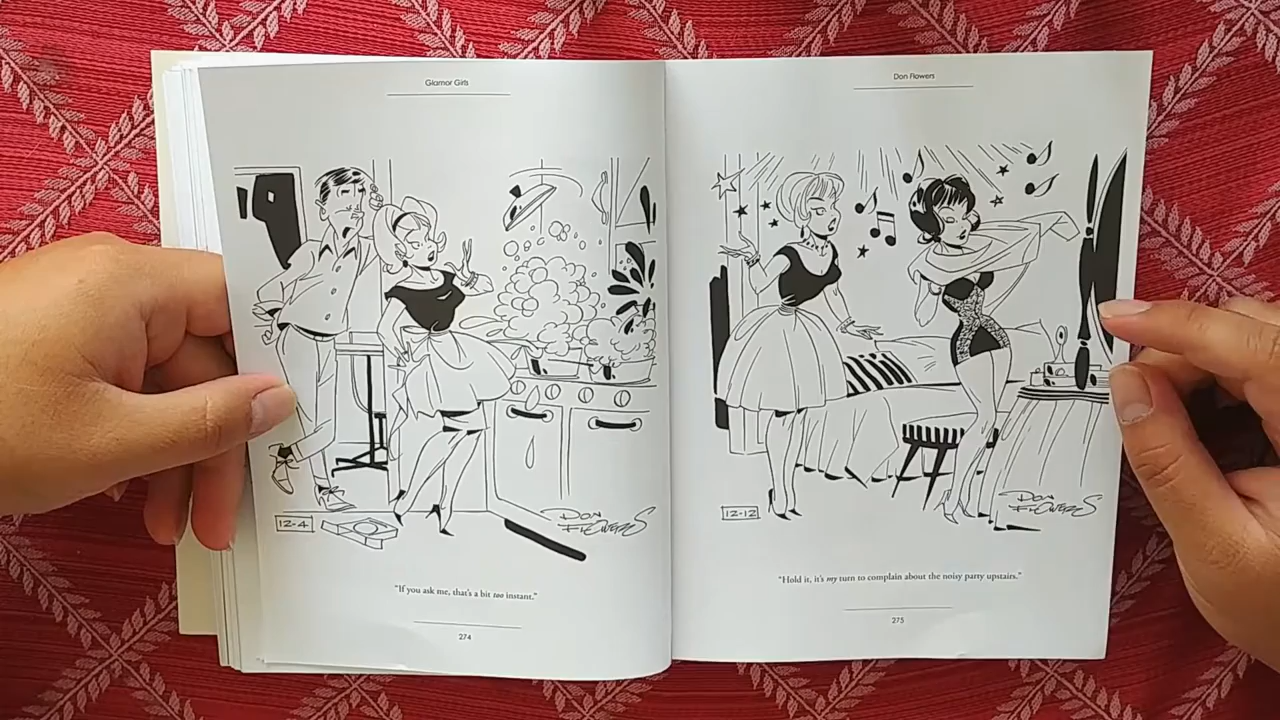 Glamor Girls
12-4
Don Flowers
"If you ask me, that's a bit too instant."
274
Don Flowers
12-12
Don Flowers
"Hold it, it's my turn to complain about the noisy party upstairs."
275